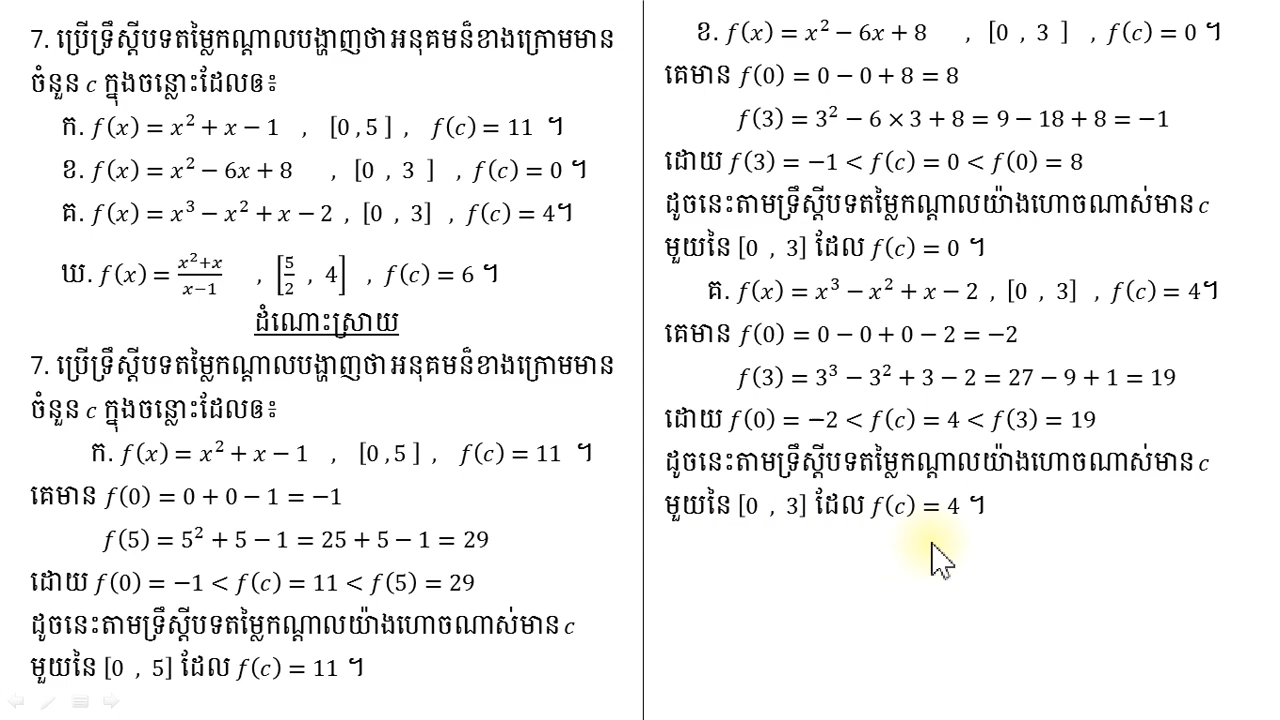 7. ប្រើទ្រឹស្តីបទតម្លៃកណ្តាលបង្ហាញថាអនុគមន៏ខាងក្រោមមាន
ចំនួន c ក្នុងចន្លោះដែលឲ៖
ក. f(x) = x² + x − 1 , [0 , 5 ] , f(c) = 11 ។
ខ. f(x) = x² − 6x + 8 , [0 , 3 ] , f(c) = 0 ។
គ. f(x) = x³ − x² + x − 2 , [0 , 3] , f(c) = 4។
ឃ. f(x) = (x²+x)/(x−1) , [5/2 , 4] , f(c) = 6 ។
ដំណោះស្រាយ
7. ប្រើទ្រឹស្តីបទតម្លៃកណ្តាលបង្ហាញថាអនុគមន៏ខាងក្រោមមាន
ចំនួន c ក្នុងចន្លោះដែលឲ៖
ក. f(x) = x² + x − 1 , [0 , 5 ] , f(c) = 11 ។
គេមាន f(0) = 0 + 0 − 1 = −1
f(5) = 5² + 5 − 1 = 25 + 5 − 1 = 29
ដោយ f(0) = −1 < f(c) = 11 < f(5) = 29
ដូចនេះតាមទ្រឹស្តីបទតម្លៃកណ្តាលយ៉ាងហោចណាស់មាន c
មួយនៃ [0 , 5] ដែល f(c) = 11 ។
ខ. f(x) = x² − 6x + 8 , [0 , 3 ] , f(c) = 0 ។
គេមាន f(0) = 0 − 0 + 8 = 8
f(3) = 3² − 6 × 3 + 8 = 9 − 18 + 8 = −1
ដោយ f(3) = −1 < f(c) = 0 < f(0) = 8
ដូចនេះតាមទ្រឹស្តីបទតម្លៃកណ្តាលយ៉ាងហោចណាស់មាន c
មួយនៃ [0 , 3] ដែល f(c) = 0 ។
គ. f(x) = x³ − x² + x − 2 , [0 , 3] , f(c) = 4។
គេមាន f(0) = 0 − 0 + 0 − 2 = −2
f(3) = 3³ − 3² + 3 − 2 = 27 − 9 + 1 = 19
ដោយ f(0) = −2 < f(c) = 4 < f(3) = 19
ដូចនេះតាមទ្រឹស្តីបទតម្លៃកណ្តាលយ៉ាងហោចណាស់មាន c
មួយនៃ [0 , 3] ដែល f(c) = 4 ។